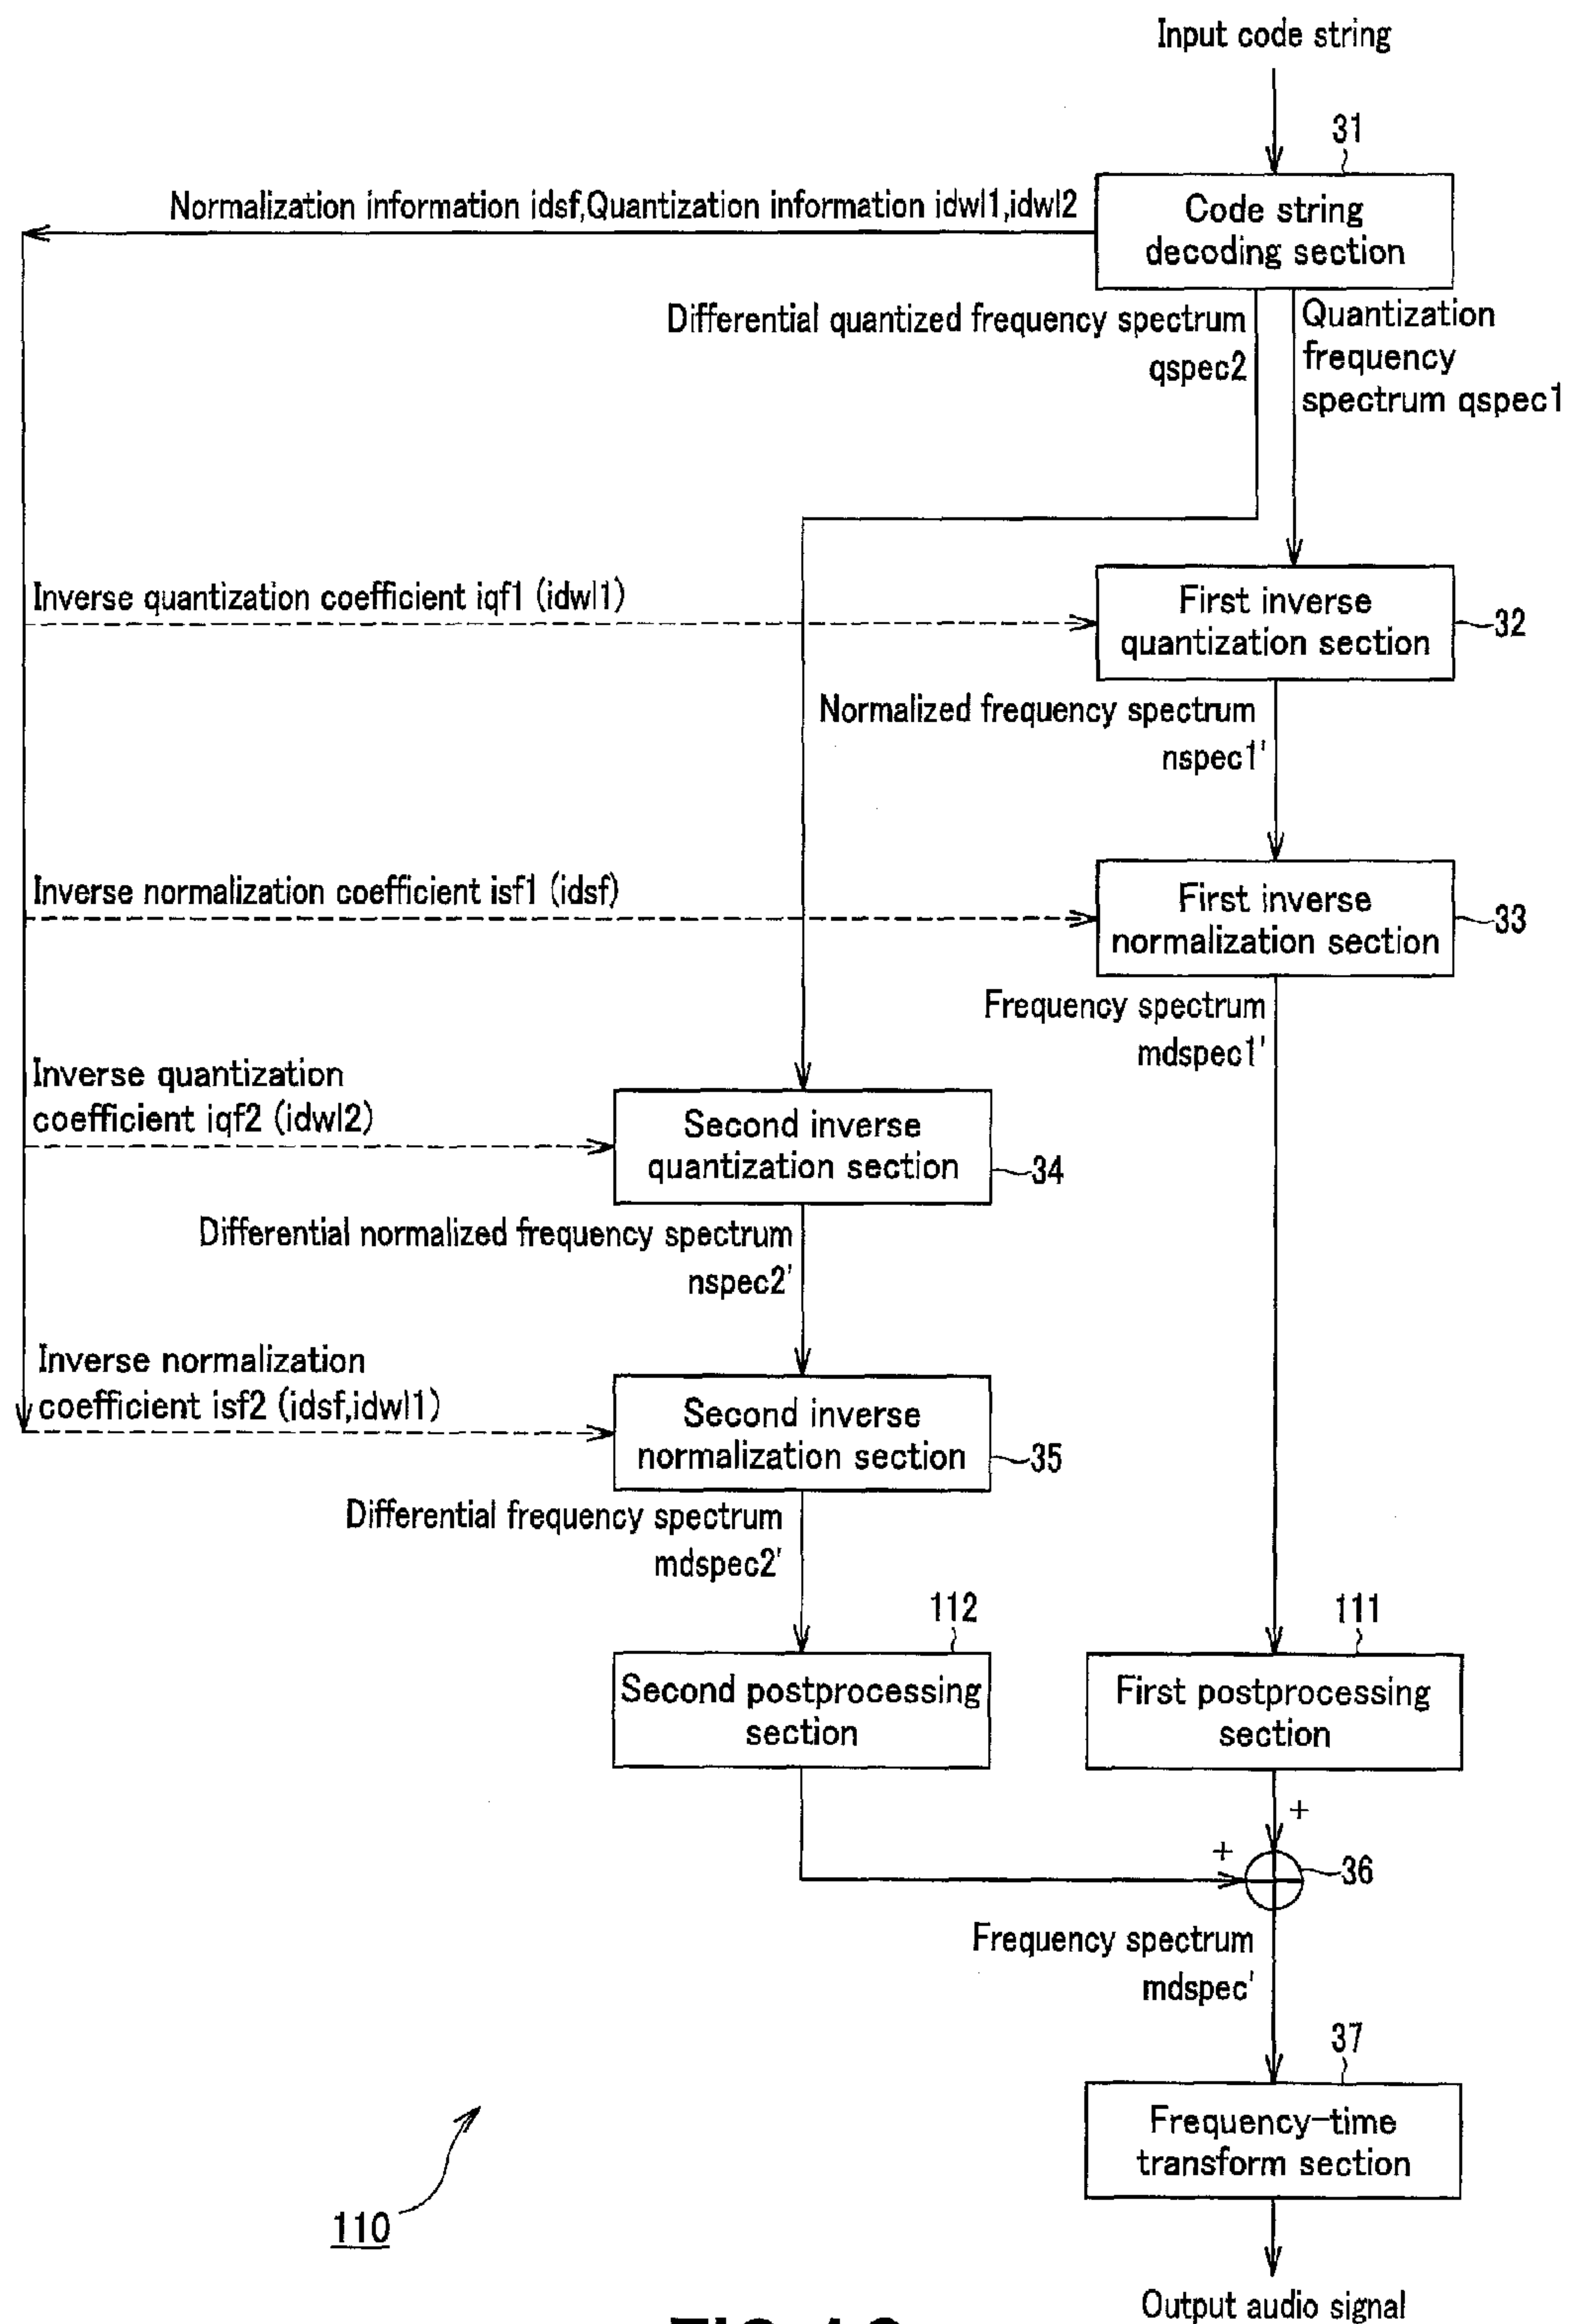 Input code string
31
Code string
decoding section
Normalization information idsf,Quantization information idwl1,idwl2
Differential quantized frequency spectrum
qspec2
Quantization
frequency
spectrum qspec1
Inverse quantization coefficient iqf1 (idwl1)
First inverse
quantization section
32
Normalized frequency spectrum
nspec1'
Inverse normalization coefficient isf1 (idsf)
First inverse
normalization section
33
Frequency spectrum
mdspec1'
Inverse quantization
coefficient iqf2 (idwl2)
Second inverse
quantization section
34
Differential normalized frequency spectrum
nspec2'
Inverse normalization
coefficient isf2 (idsf,idwl1)
Second inverse
normalization section
35
Differential frequency spectrum
mdspec2'
112
Second postprocessing
section
111
First postprocessing
section
+
+
36
Frequency spectrum
mdspec'
37
Frequency-time
transform section
110
Output audio signal